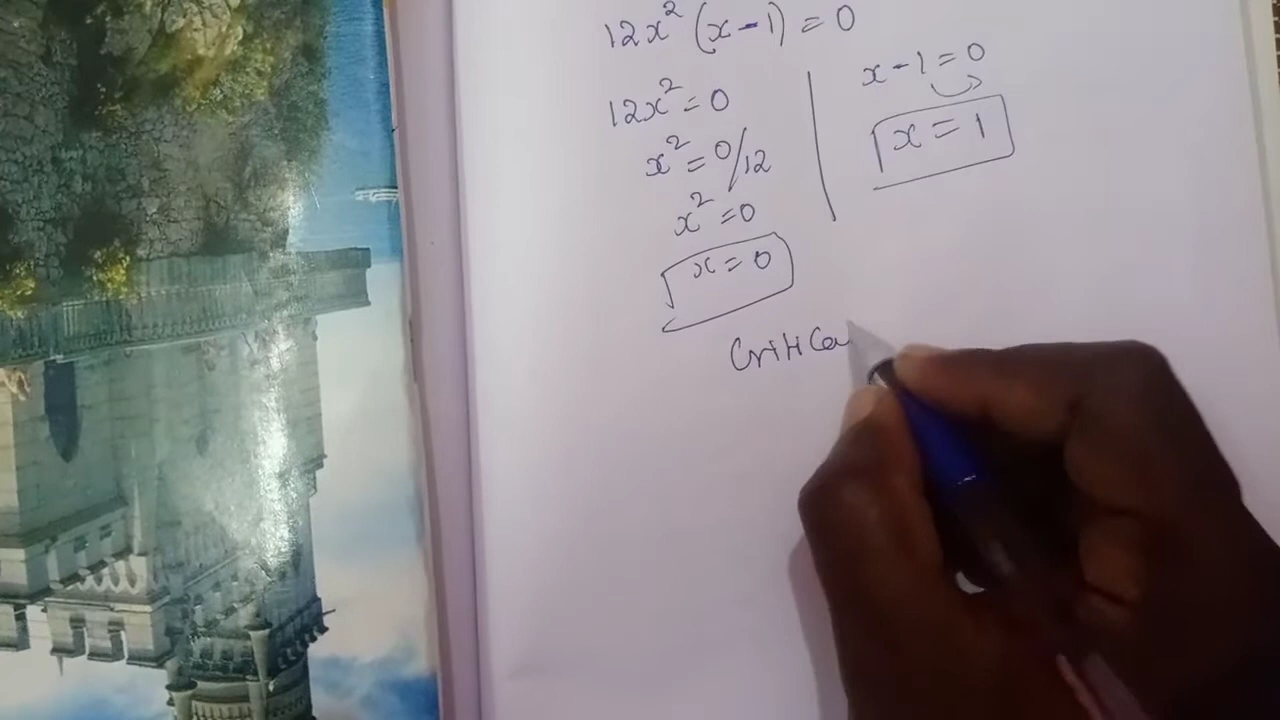 12x² (x-1) = 0
12x² = 0
x² = 0/12
x² = 0
x = 0
x - 1 = 0
x = 1
Critica